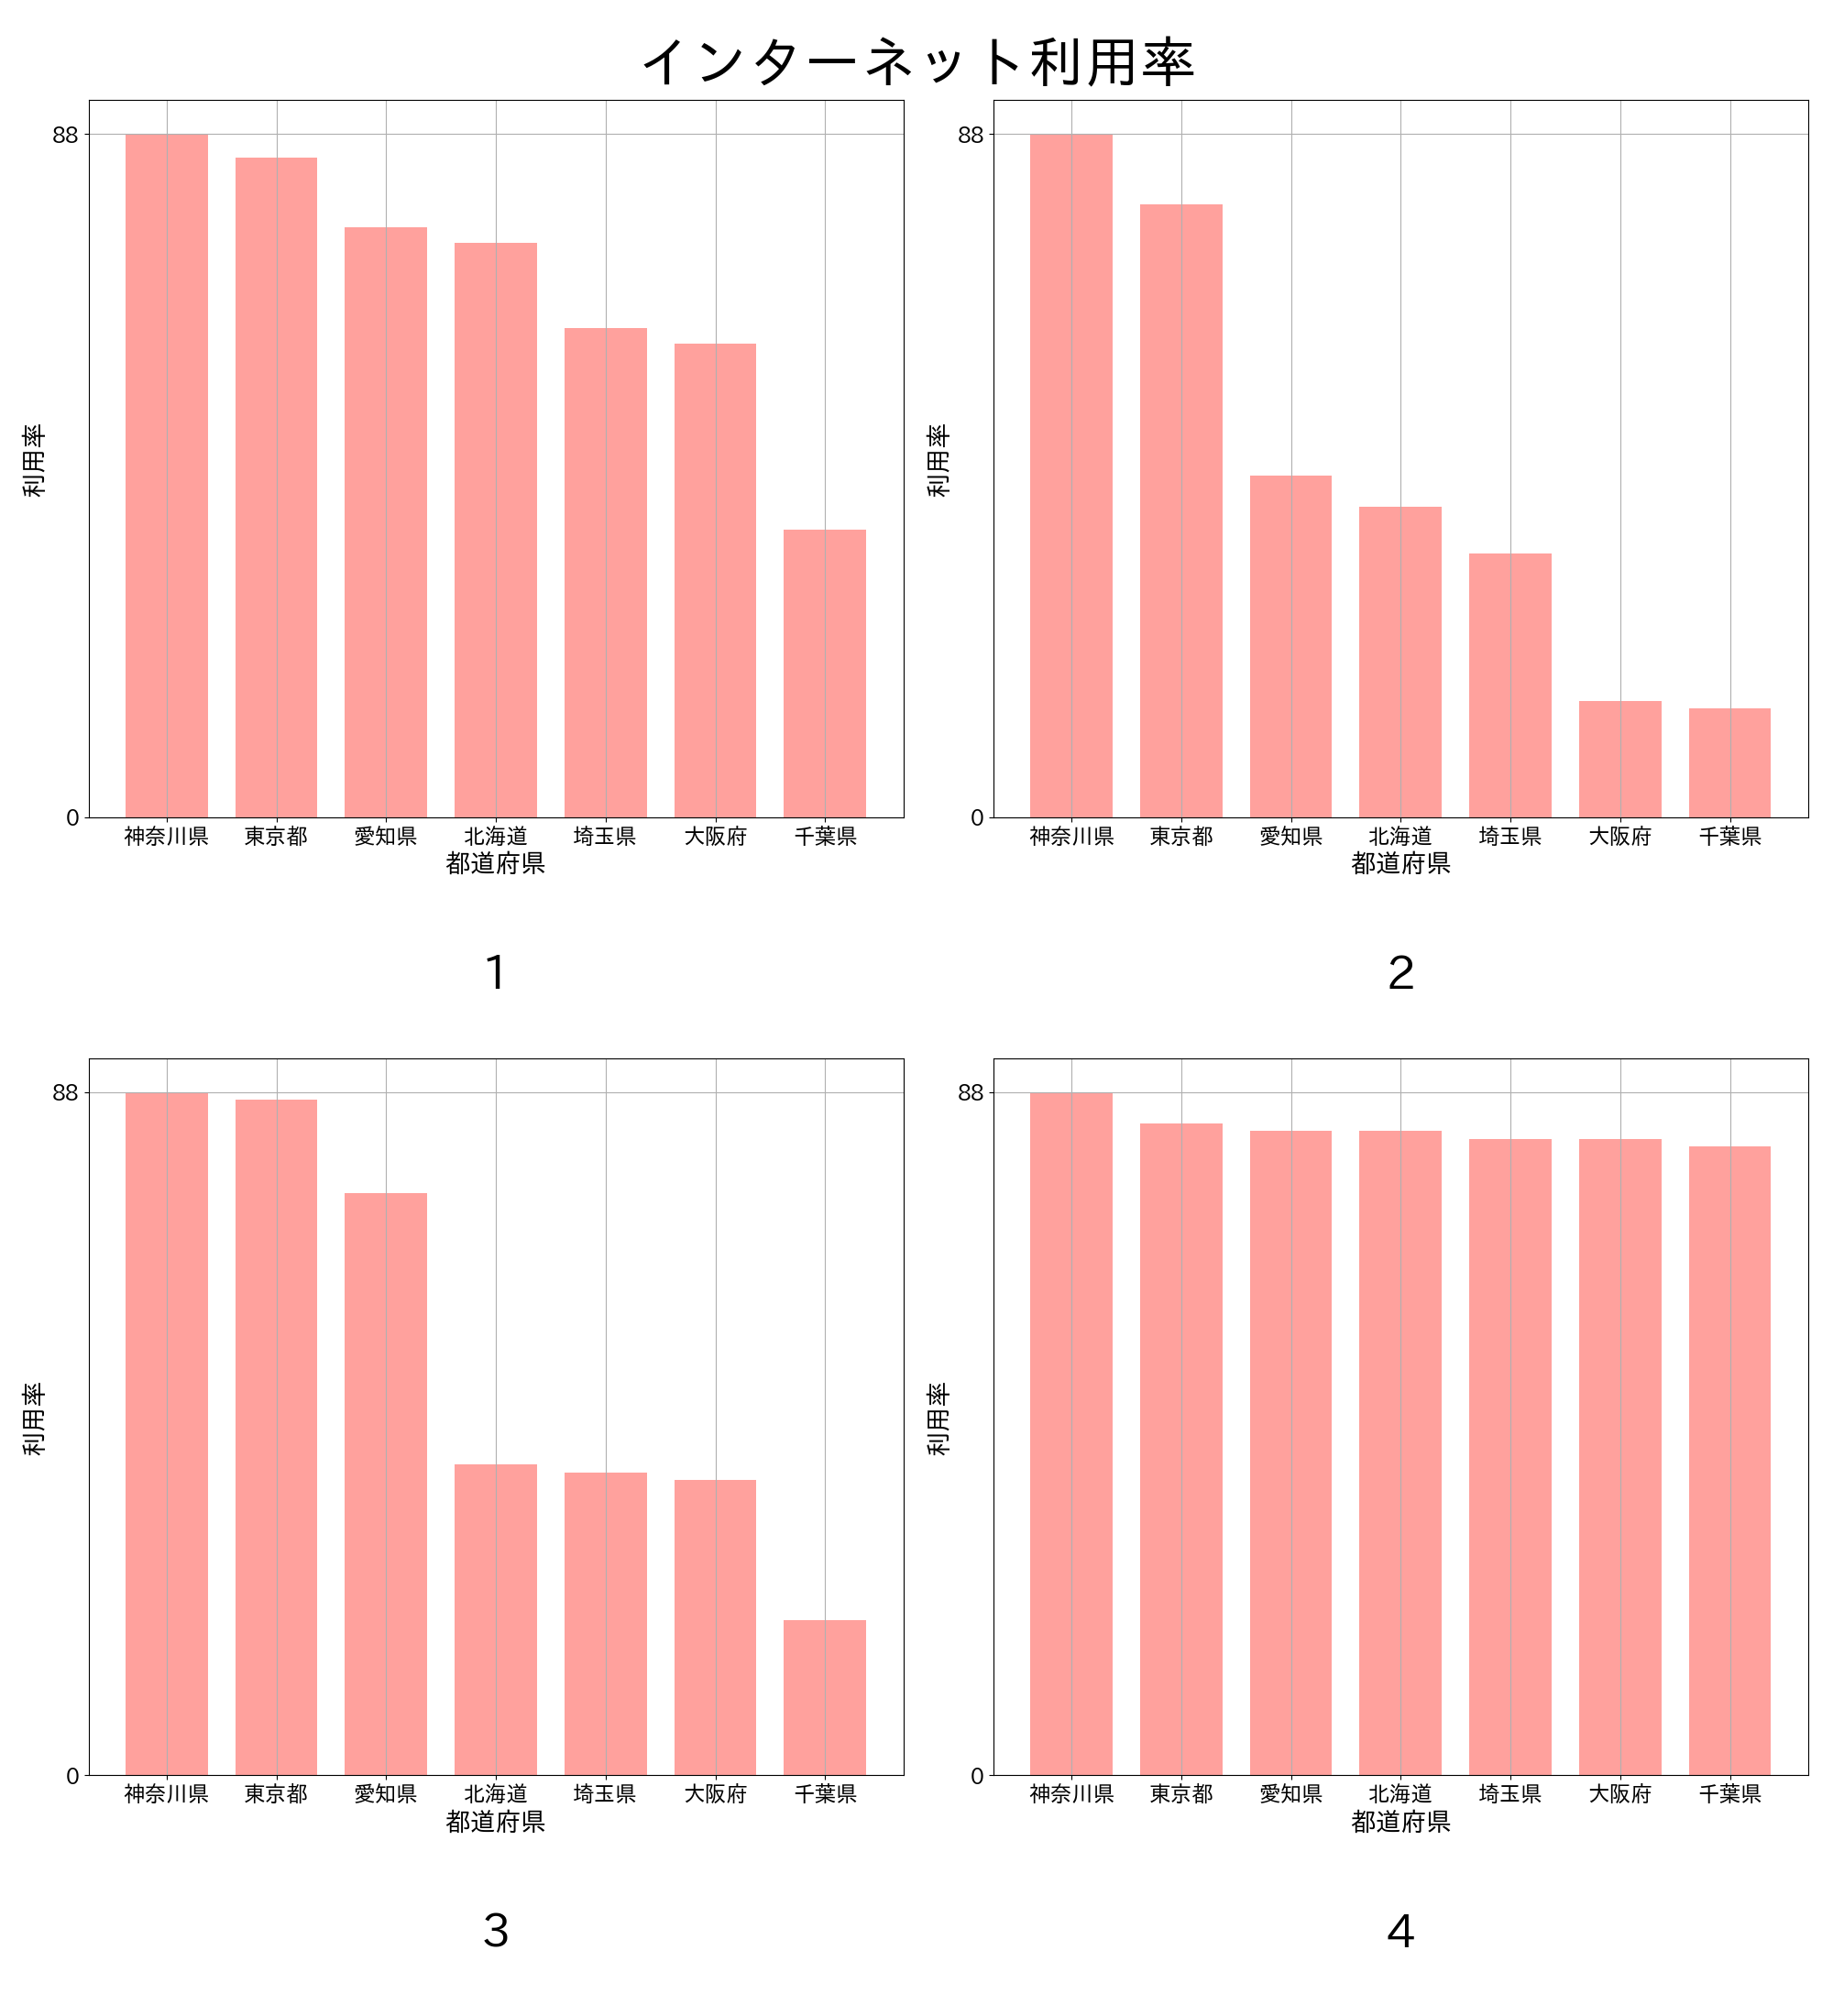 インターネット利用率
88
0
利用率
神奈川県 東京都 愛知県 北海道 埼玉県 大阪府 千葉県
都道府県
1
88
0
利用率
神奈川県 東京都 愛知県 北海道 埼玉県 大阪府 千葉県
都道府県
2
88
0
利用率
神奈川県 東京都 愛知県 北海道 埼玉県 大阪府 千葉県
都道府県
3
88
0
利用率
神奈川県 東京都 愛知県 北海道 埼玉県 大阪府 千葉県
都道府県
4